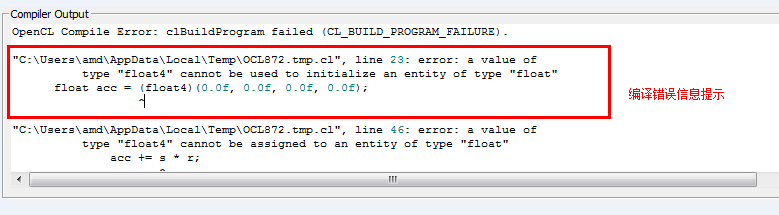 Compiler Output
OpenCL Compile Error: clBuildProgram failed (CL_BUILD_PROGRAM_FAILURE).
"C:\Users\amd\AppData\Local\Temp\OCL872.tmp.cl", line 23: error: a value of
type "float4" cannot be used to initialize an entity of type "float"
float acc = (float4)(0.0f, 0.0f, 0.0f, 0.0f);
^
编译错误信息提示
"C:\Users\amd\AppData\Local\Temp\OCL872.tmp.cl", line 46: error: a value of
type "float4" cannot be assigned to an entity of type "float"
acc += s * r;
^